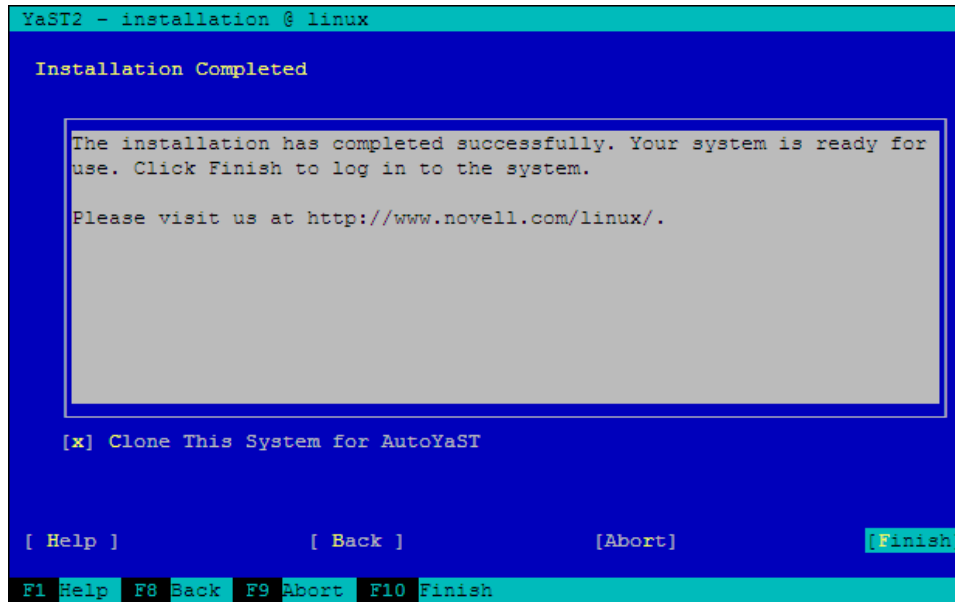 YaST2 - installation @ linux
Installation Completed
The installation has completed successfully. Your system is ready for
use. Click Finish to log in to the system.
Please visit us at http://www.novell.com/linux/.
[x] Clone This System for AutoYaST
[ Help ] [ Back ] [Abort] [Finish
F1 Help F8 Back F9 Abort F10 Finish